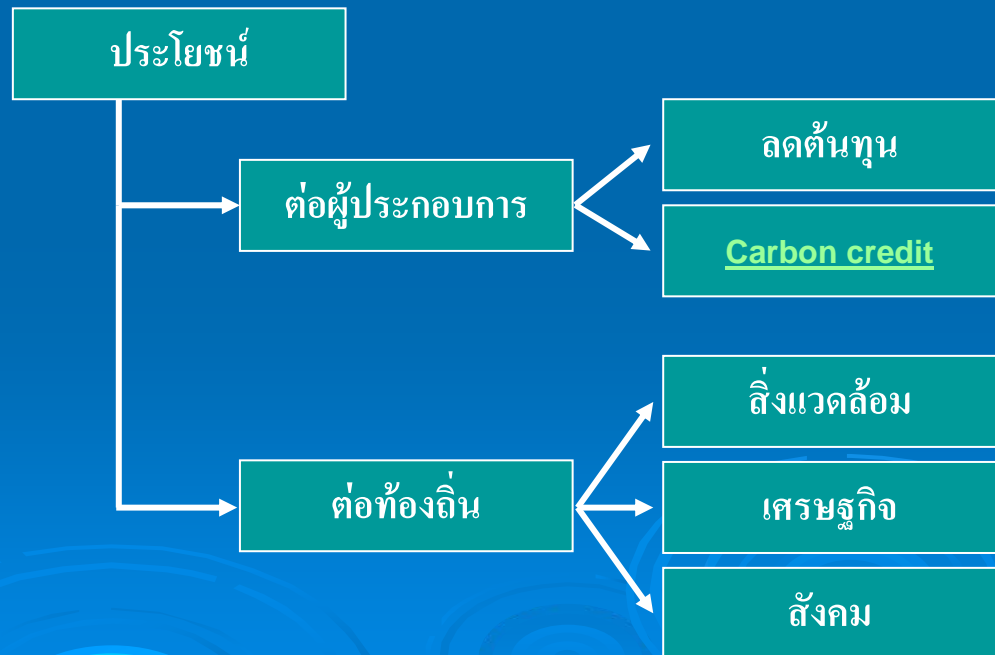 ประโยชน์
ต่อผู้ประกอบการ
ลดต้นทุน
Carbon credit
ต่อท้องถิ่น
สิ่งแวดล้อม
เศรษฐกิจ
สังคม